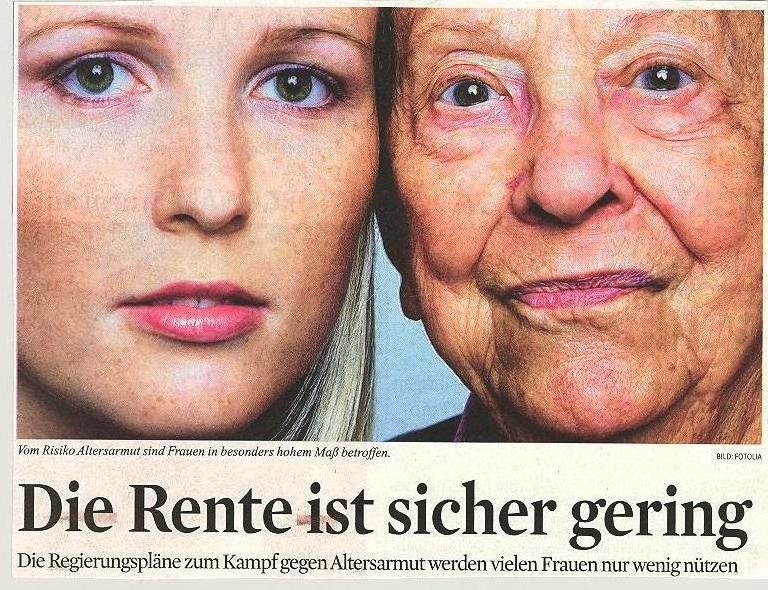 Vom Risiko Altersarmut sind Frauen in besonders hohem Maß betroffen.
BILD: FOTOLIA
Die Rente ist sicher gering
Die Regierungspläne zum Kampf gegen Altersarmut werden vielen Frauen nur wenig nützen